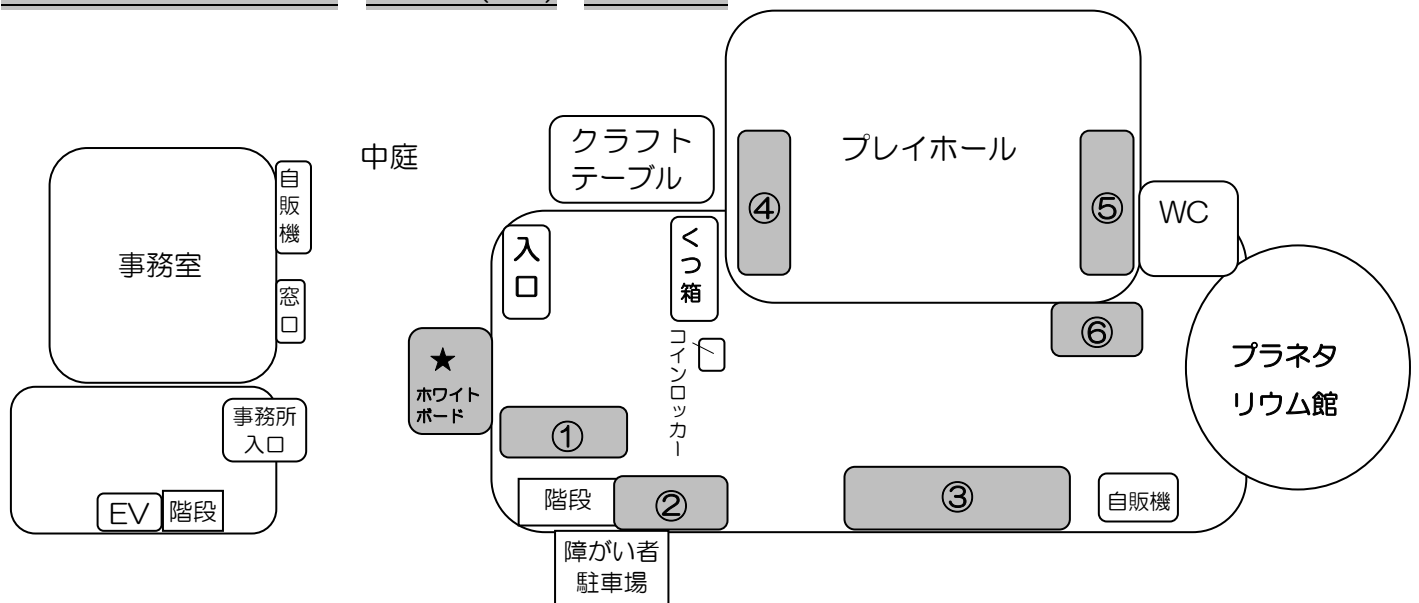 中庭
クラフト
テーブル
プレイホール
④
⑤
WC
自
販
機
事務室
窓
口
入
口
く
つ
箱
コインロッカー
⑥
★
ホワイト
ボード
プラネタ
リウム館
事務所
入口
①
EV
階段
階段
②
③
自販機
障がい者
駐車場